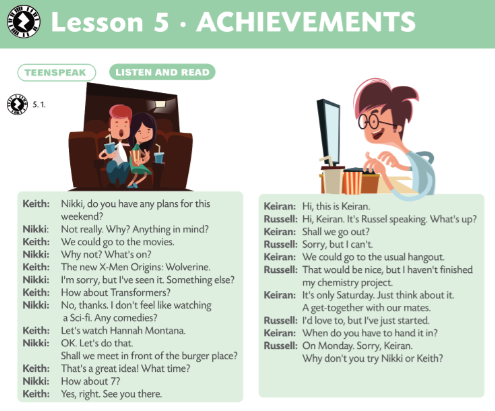 Lesson 5 · ACHIEVEMENTS
TEENSPEAK
LISTEN AND READ
5. 1.
Keith: Nikki, do you have any plans for this
weekend?
Nikki: Not really. Why? Anything in mind?
Keith: We could go to the movies.
Nikki: Why not? What's on?
Keith: The new X-Men Origins: Wolverine.
Nikki: I'm sorry, but I've seen it. Something else?
Keith: How about Transformers?
Nikki: No, thanks. I don't feel like watching
a Sci-fi. Any comedies?
Keith: Let's watch Hannah Montana.
Nikki: OK. Let's do that.
Shall we meet in front of the burger place?
Keith: That's a great idea! What time?
Nikki: How about 7?
Keith: Yes, right. See you there.
Keiran: Hi, this is Keiran.
Russell: Hi, Keiran. It's Russel speaking. What's up?
Keiran: Shall we go out?
Russell: Sorry, but I can't.
Keiran: We could go to the usual hangout.
Russell: That would be nice, but I haven't finished
my chemistry project.
Keiran: It's only Saturday. Just think about it.
A get-together with our mates.
Russell: I'd love to, but I've just started.
Keiran: When do you have to hand it in?
Russell: On Monday. Sorry, Keiran.
Why don't you try Nikki or Keith?